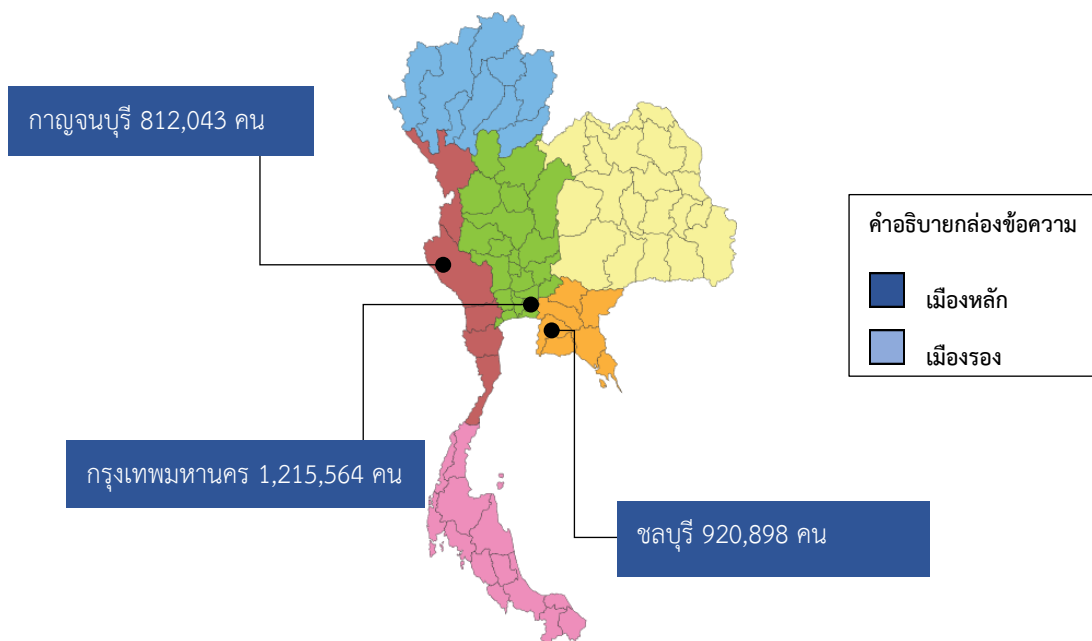 กาญจนบุรี 812,043 คน
คำอธิบายกล่องข้อความ
เมืองหลัก
เมืองรอง
กรุงเทพมหานคร 1,215,564 คน
ชลบุรี 920,898 คน